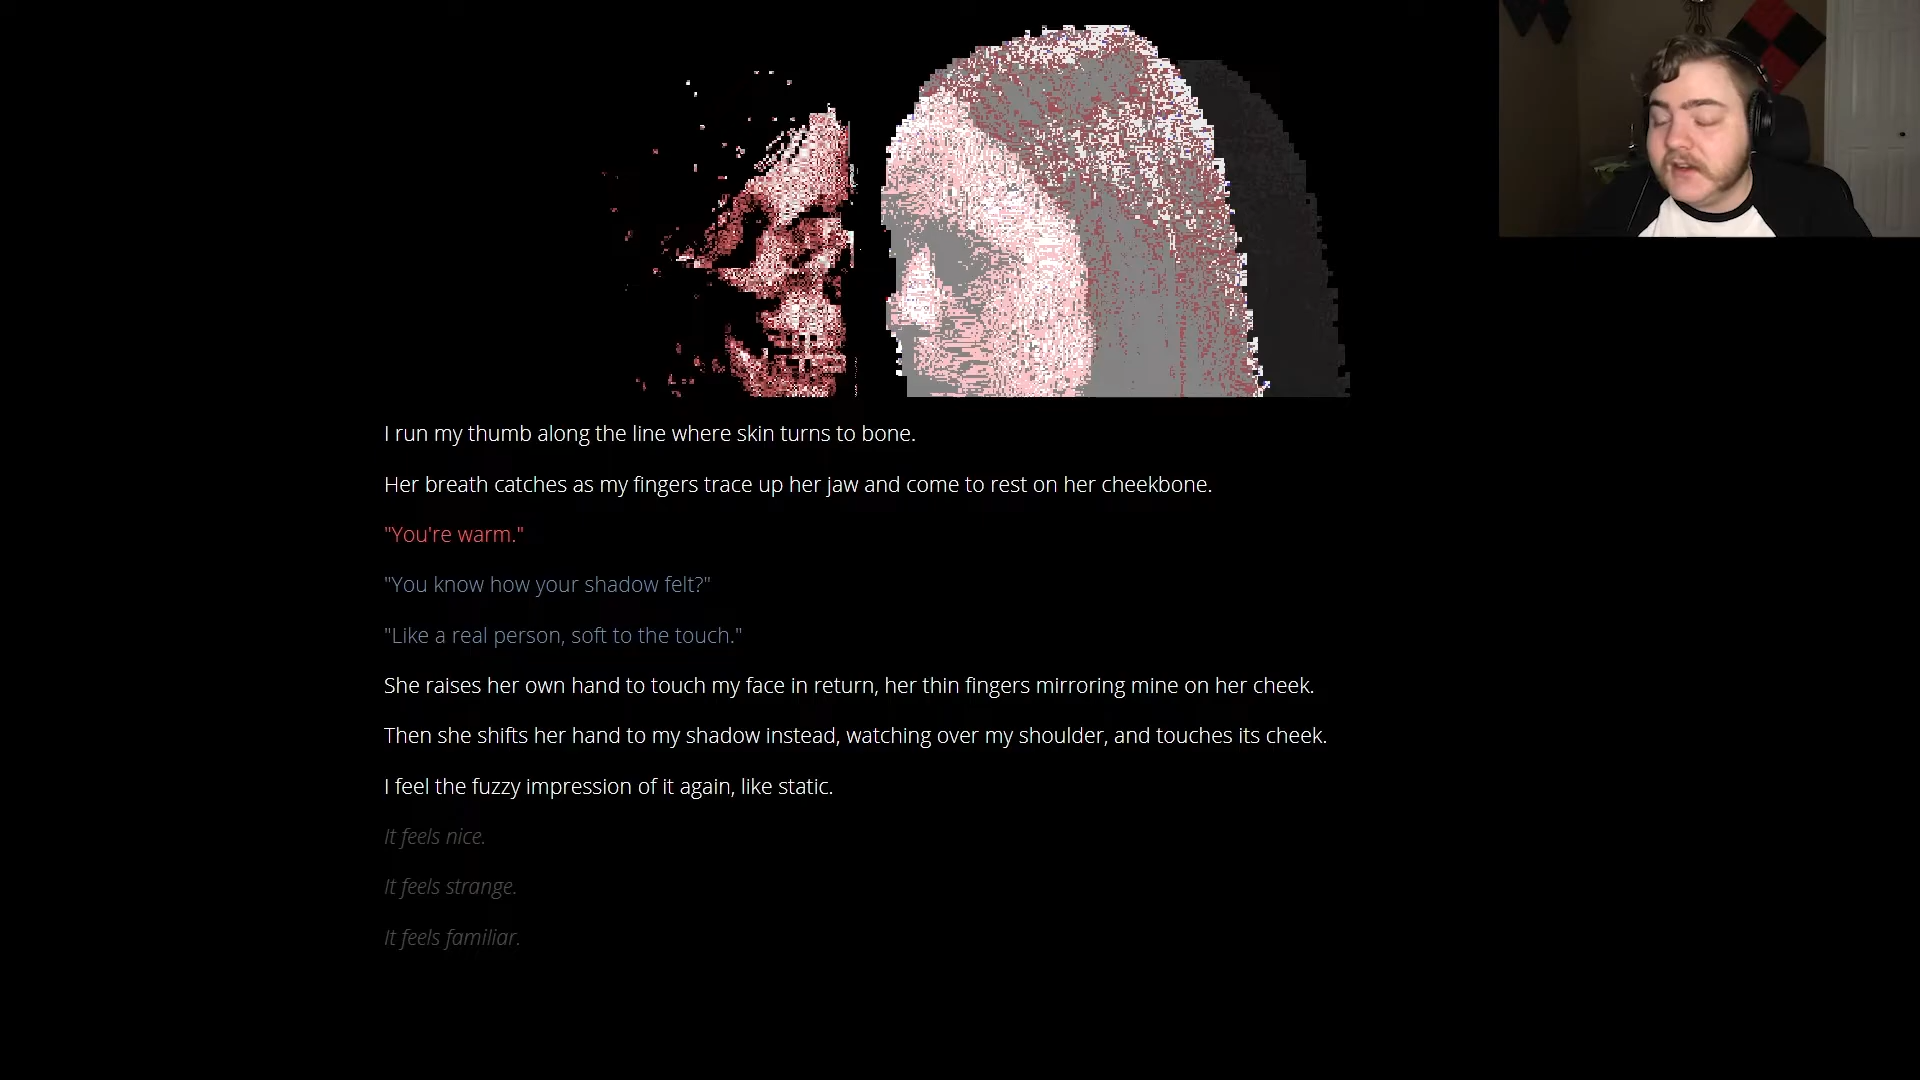 I run my thumb along the line where skin turns to bone.
Her breath catches as my fingers trace up her jaw and come to rest on her cheekbone.
"You're warm."
"You know how your shadow felt?"
"Like a real person, soft to the touch."
She raises her own hand to touch my face in return, her thin fingers mirroring mine on her cheek.
Then she shifts her hand to my shadow instead, watching over my shoulder, and touches its cheek.
I feel the fuzzy impression of it again, like static.
It feels nice.
It feels strange.
It feels familiar.